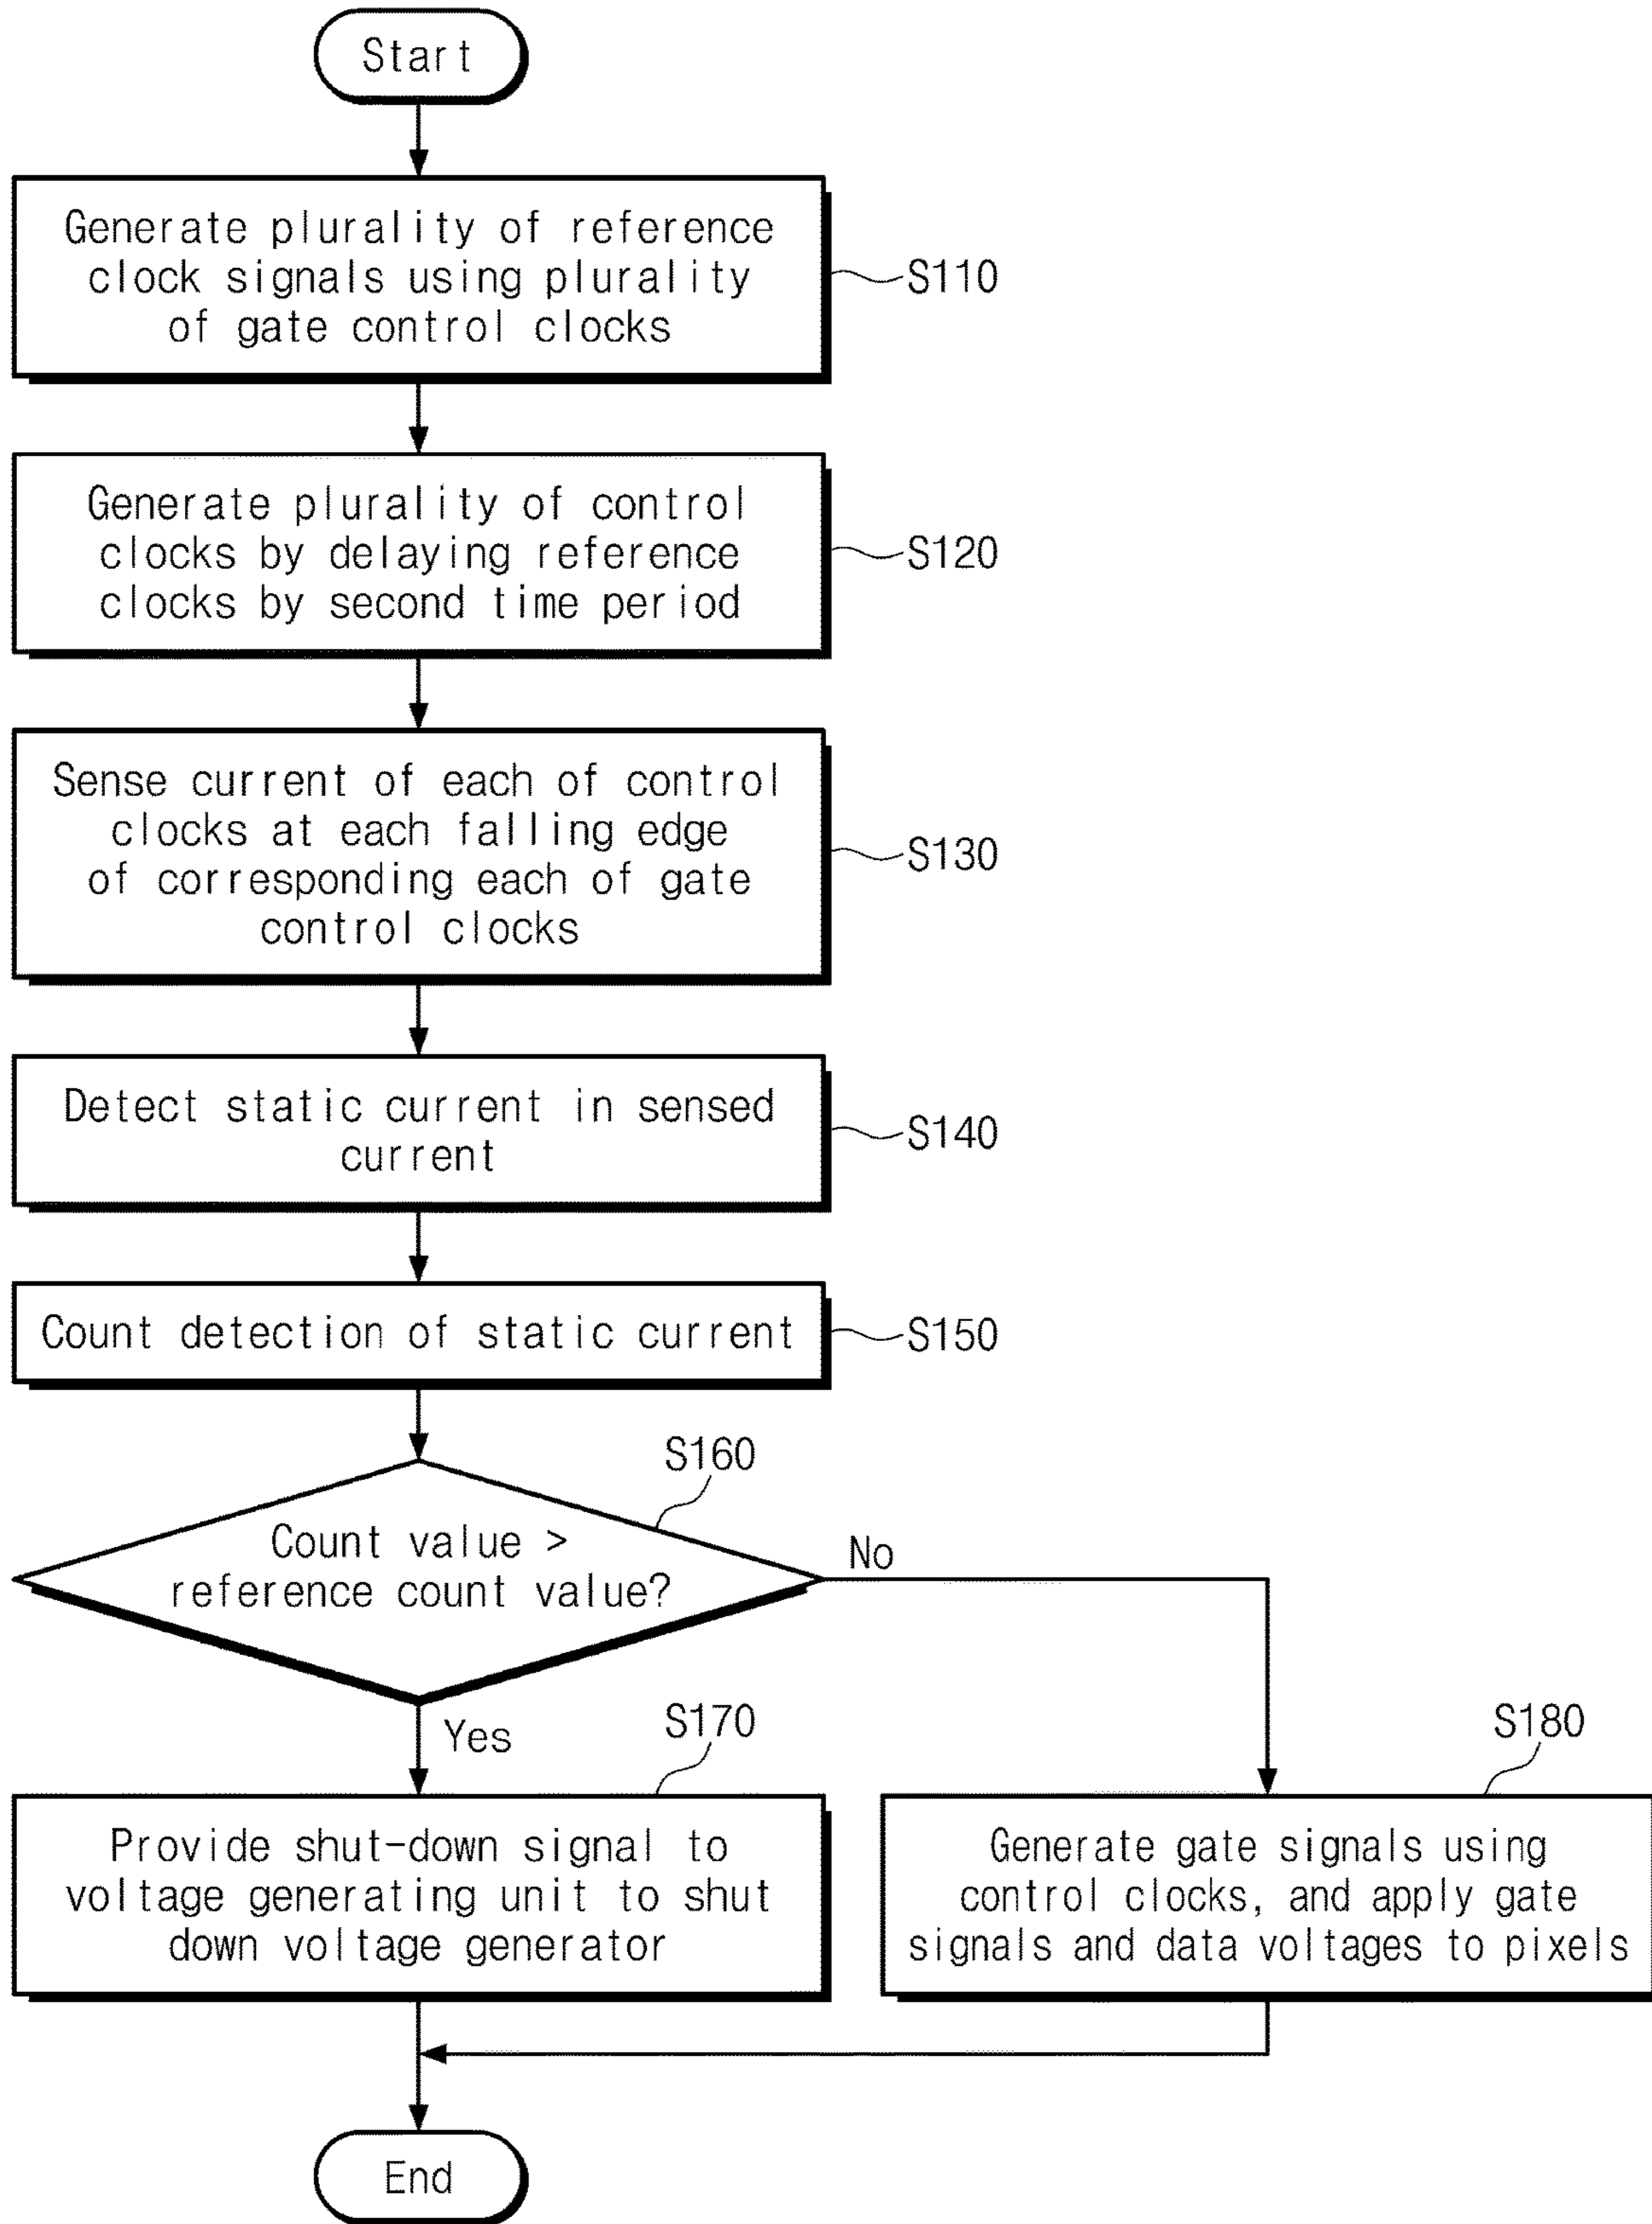 Start
Generate plurality of reference
clock signals using plurality
of gate control clocks
S110
Generate plurality of control
clocks by delaying reference
clocks by second time period
S120
Sense current of each of control
clocks at each falling edge
of corresponding each of gate
control clocks
S130
Detect static current in sensed
current
S140
Count detection of static current
S150
S160
Count value >
reference count value?
No
Yes
S170
S180
Provide shut-down signal to
voltage generating unit to shut
down voltage generator
Generate gate signals using
control clocks, and apply gate
signals and data voltages to pixels
End